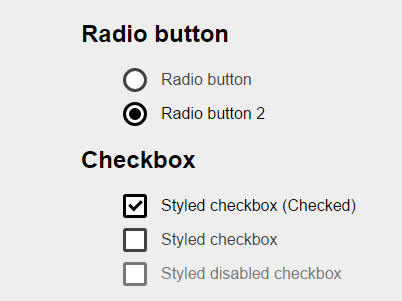 Radio button
Radio button
Radio button 2
Checkbox
Styled checkbox (Checked)
Styled checkbox
Styled disabled checkbox